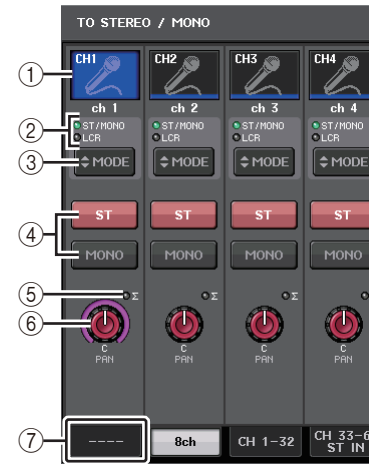 TO STEREO / MONO
CH1 CH2 CH3 CH4
① 
ch 1 ch 2 ch 3 ch 4
② ST/MONO ST/MONO ST/MONO ST/MONO
LCR LCR LCR LCR
③ MODE MODE MODE MODE
ST ST ST ST
④
MONO MONO MONO MONO
⑤ Σ Σ Σ Σ
⑥
C C C C
PAN PAN PAN PAN
⑦ ---- 8ch CH 1-32 CH 33-6
ST IN